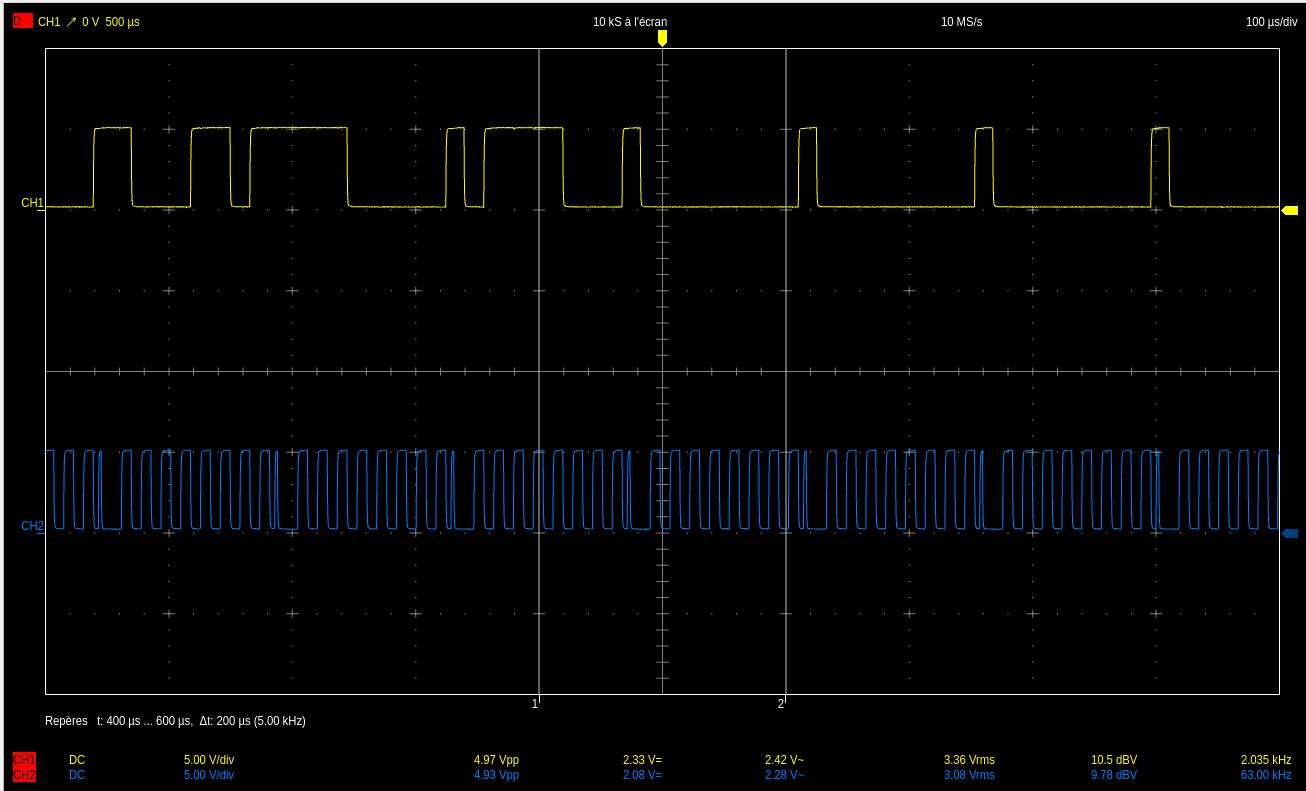 D CH1 ↗ 0 V 500 µs 10 kS à l'écran 10 MS/s 100 µs/div
CH1
CH2
1 2
Repères t: 400 µs ... 600 µs, Δt: 200 µs (5.00 kHz)
CH1 DC 5.00 V/div 4.97 Vpp 2.33 V= 2.42 V~ 3.36 Vrms 10.5 dBV 2.035 kHz
CH2 DC 5.00 V/div 4.93 Vpp 2.08 V= 2.28 V~ 3.08 Vrms 9.78 dBV 63.00 kHz